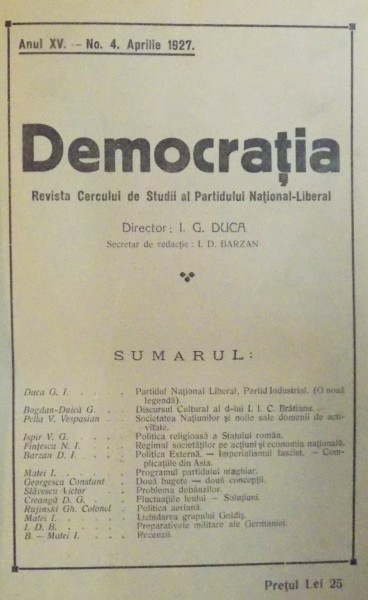 Anul XV. — No. 4. Aprilie 1927.
Democrația
Revista Cercului de Studii al Partidului Național-Liberal
Director: I. G. DUCA
Secretar de redacție: I. D. BARZAN
SUMARUL:
Duca G. I. . . . . Partidul Național Liberal, Partid Industrial. (O nouă
legendă).
Bogdan-Duică G. . . Discursul Cultural al d-lui I. I. C. Brătianu
Pella V. Vespasian . Societatea Națiunilor și noile sale domenii de acti-
vitate.
Ispir V. G. . . . . Politica religioasă a Statului român.
Fințescu N. I. . . . Regimul societăților pe acțiuni și economia națională.
Barzan D. I. . . . . Politica Externă. — Imperialismul fascist. — Com-
plicațiile din Asia.
Matei I. . . . . Programul partidului maghiar.
Georgescu Constant . Două bugete — două concepții.
Slăvescu Victor . . Problema dobânzilor.
Creangă D. G. . . . Fluctuațiile leului — Soluțiuni.
Rujinski Gh. Colonel . Politica aeriană.
Matei I. . . . . Lichidarea grupului Goldiș.
I. D. B. . . . . Preparativele militare ale Germaniei.
B. — Matei I. . . . Recenzii.
Prețul Lei 25